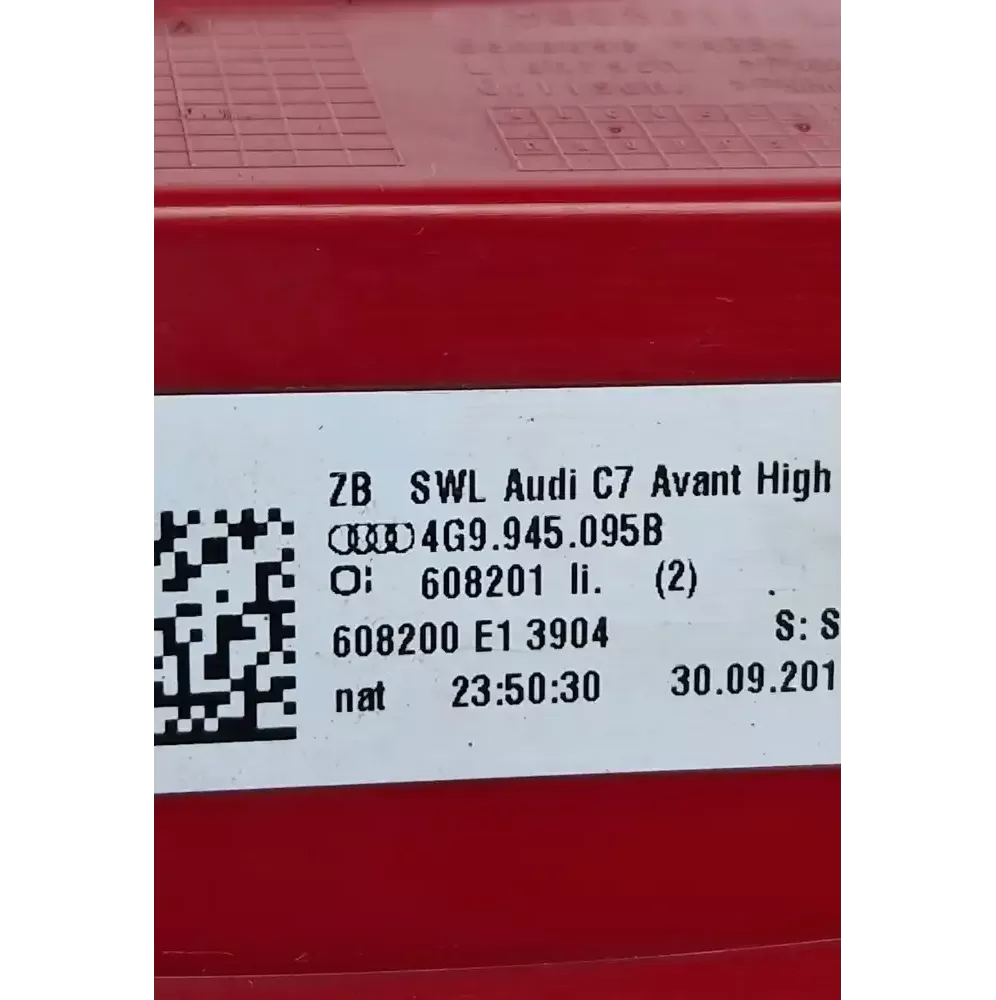 ZB SWL Audi C7 Avant High
4G9.945.095B
O: 608201 li. (2)
608200 E1 3904 S: S
nat 23:50:30 30.09.201